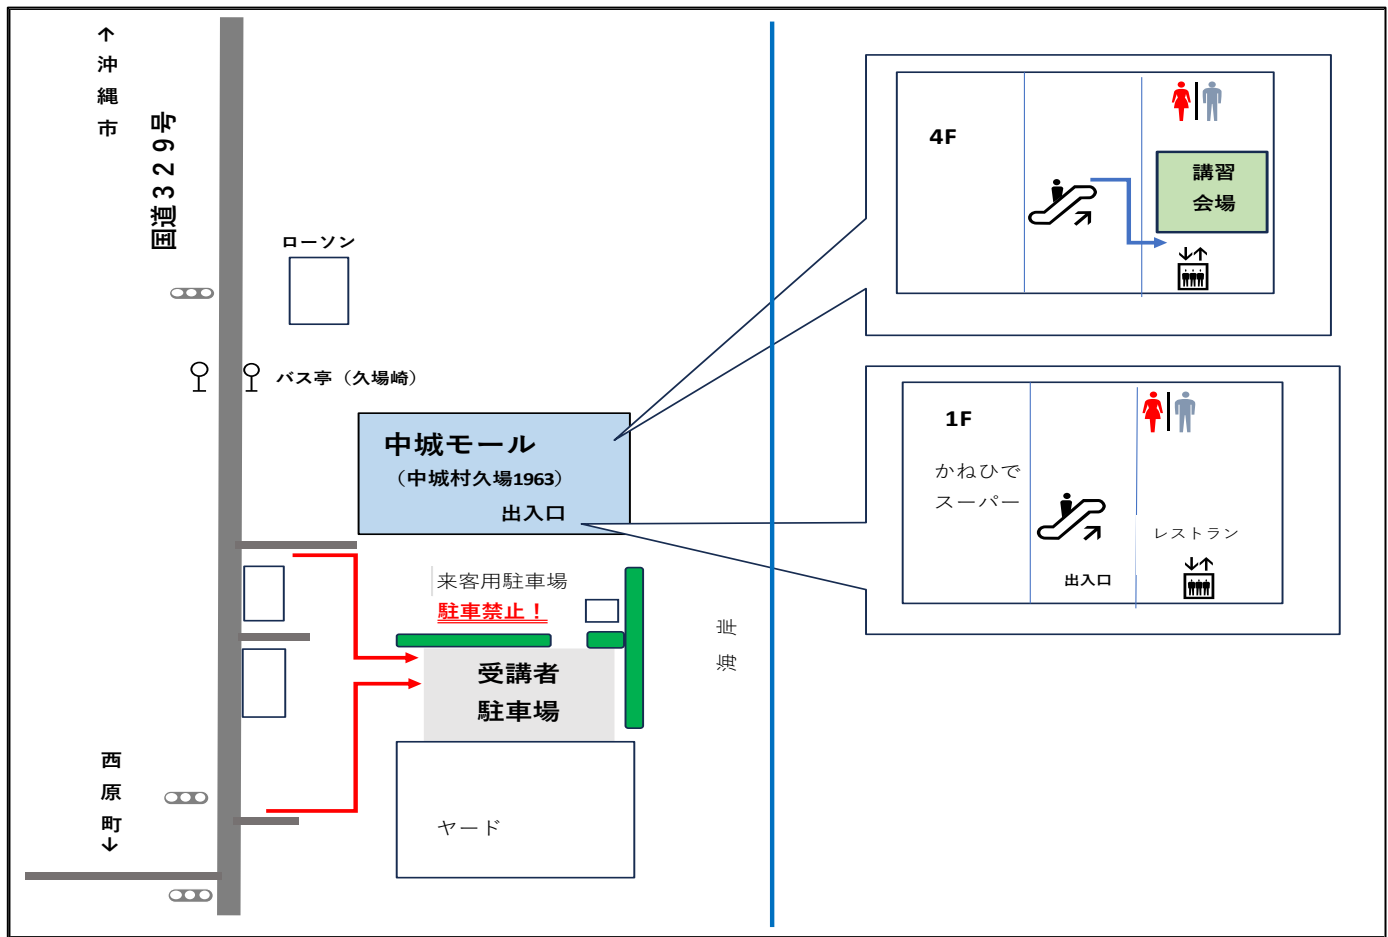 ↑沖縄市
国道３２９号
ローソン
バス亭（久場崎）
中城モール
（中城村久場1963）
出入口
来客用駐車場
駐車禁止！
受講者
駐車場
ヤード
西原町↓
海岸
4F
講習
会場
1F
かねひで
スーパー
レストラン
出入口